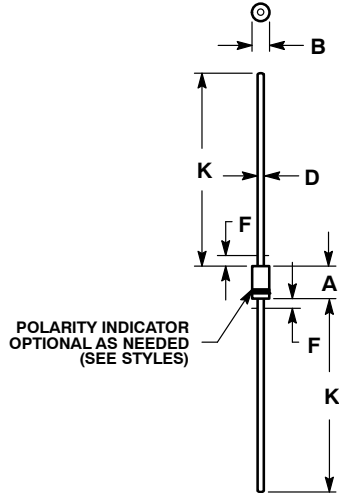 B
K
D
F
A
POLARITY INDICATOR
OPTIONAL AS NEEDED
(SEE STYLES)
F
K